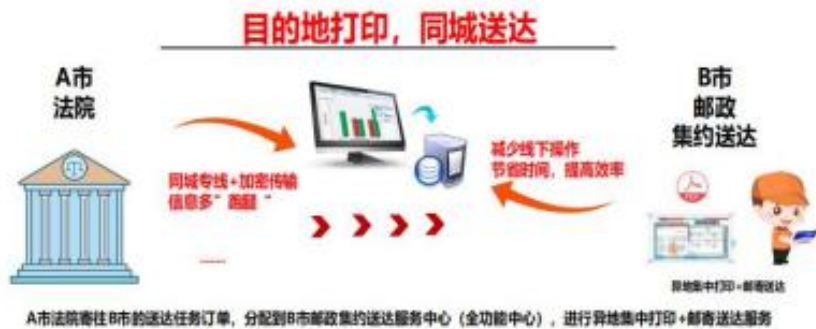 目的地打印，同城送达
A市
法院
同城专线+加密传输
信息多“跑腿“
......
减少线下操作
节省时间，提高效率
B市
邮政
集约送达
异地集中打印+邮寄送达
A市法院寄往B市的送达任务订单，分配到B市邮政集约送达服务中心（全功能中心），进行异地集中打印+邮寄送达服务